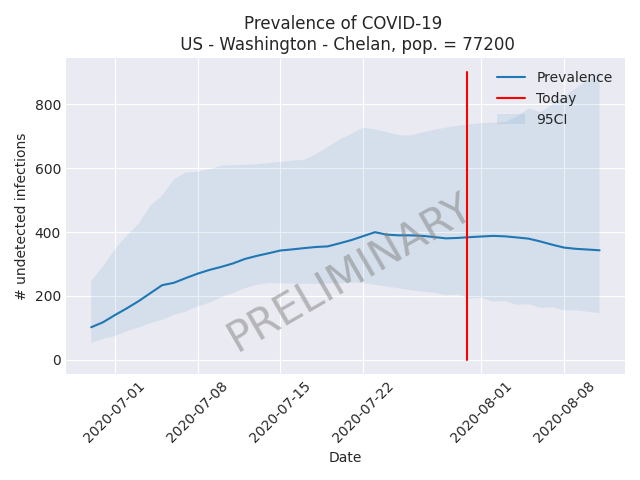 Prevalence of COVID-19
US - Washington - Chelan, pop. = 77200
# undetected infections
800
600
400
200
0
Prevalence
Today
95CI
PRELIMINARY
2020-07-01
2020-07-08
2020-07-15
2020-07-22
2020-08-01
2020-08-08
Date